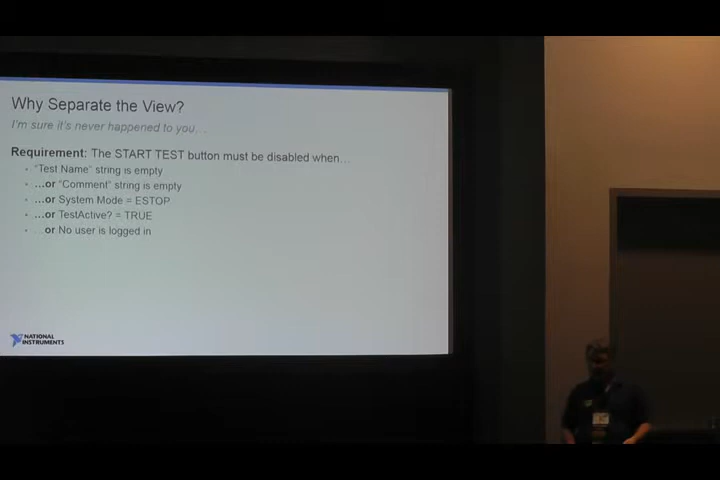 Why Separate the View?
I'm sure it's never happened to you. . .
Requirement: The START TEST button must be disabled when…
• "Test Name" string is empty
• …or "Comment" string is empty
• …or System Mode = ESTOP
• …or TestActive? = TRUE
• …or No user is logged in
NATIONAL
INSTRUMENTS